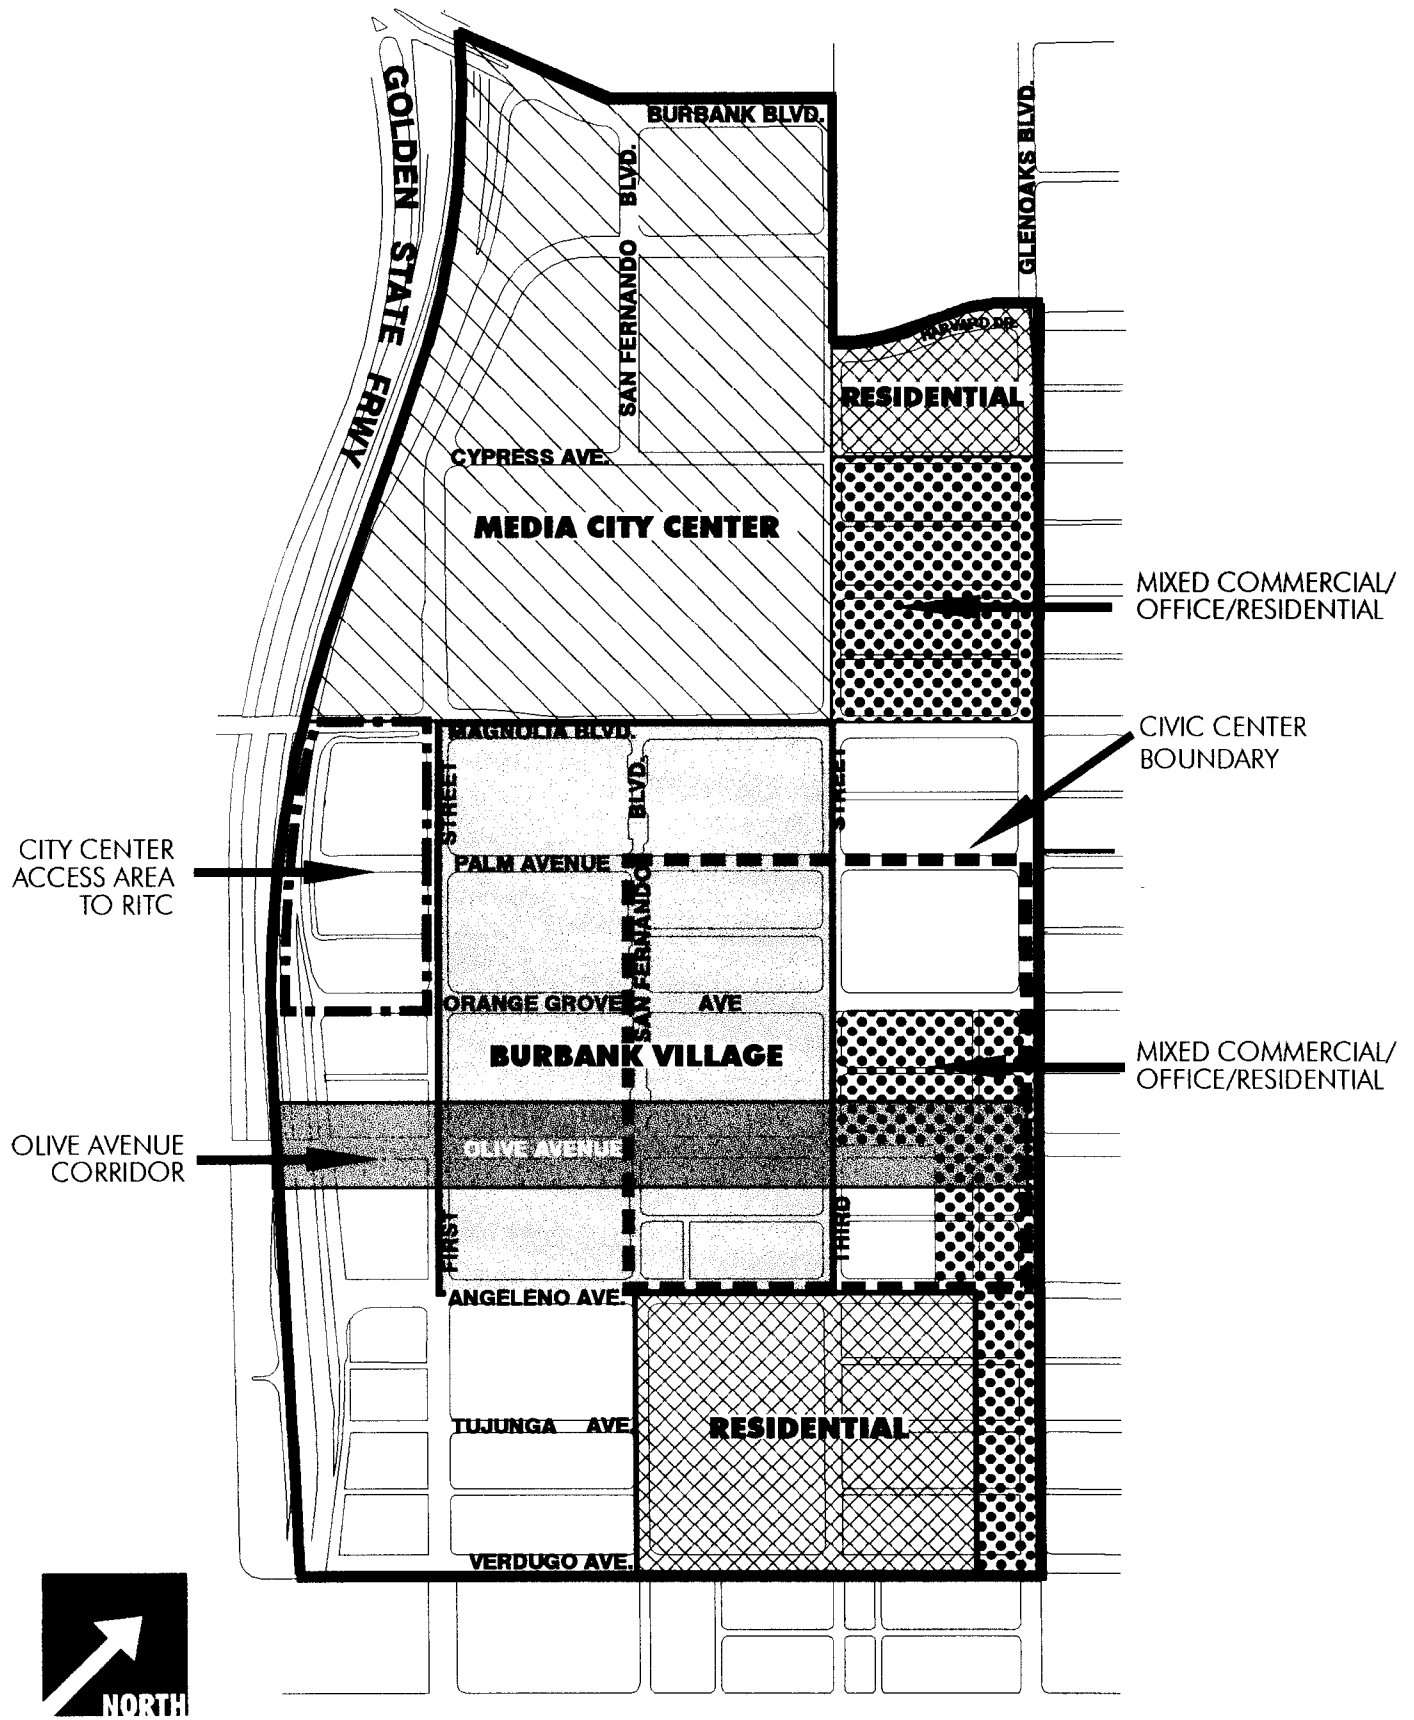 BURBANK BLVD.
GLENOAKS BLVD.
GOLDEN STATE FRWY
SAN FERNANDO BLVD.
HARVARD DR.
RESIDENTIAL
CYPRESS AVE.
MEDIA CITY CENTER
MIXED COMMERCIAL/
OFFICE/RESIDENTIAL
CIVIC CENTER
BOUNDARY
MAGNOLIA BLVD.
FIRST STREET
SAN FERNANDO BLVD.
THIRD STREET
CITY CENTER
ACCESS AREA
TO RITC
PALM AVENUE
ORANGE GROVE AVE
BURBANK VILLAGE
MIXED COMMERCIAL/
OFFICE/RESIDENTIAL
OLIVE AVENUE
CORRIDOR
OLIVE AVENUE
ANGELENO AVE.
TUJUNGA AVE.
RESIDENTIAL
VERDUGO AVE.
NORTH